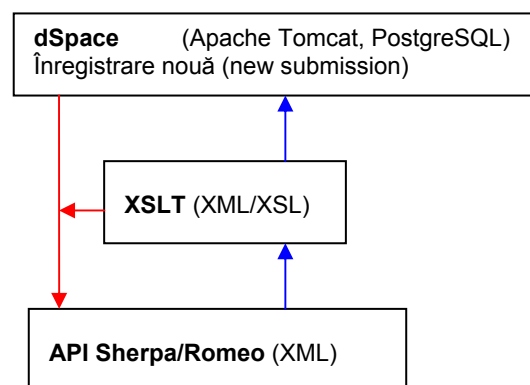 dSpace (Apache Tomcat, PostgreSQL)
Înregistrare nouă (new submission)
XSLT (XML/XSL)
API Sherpa/Romeo (XML)